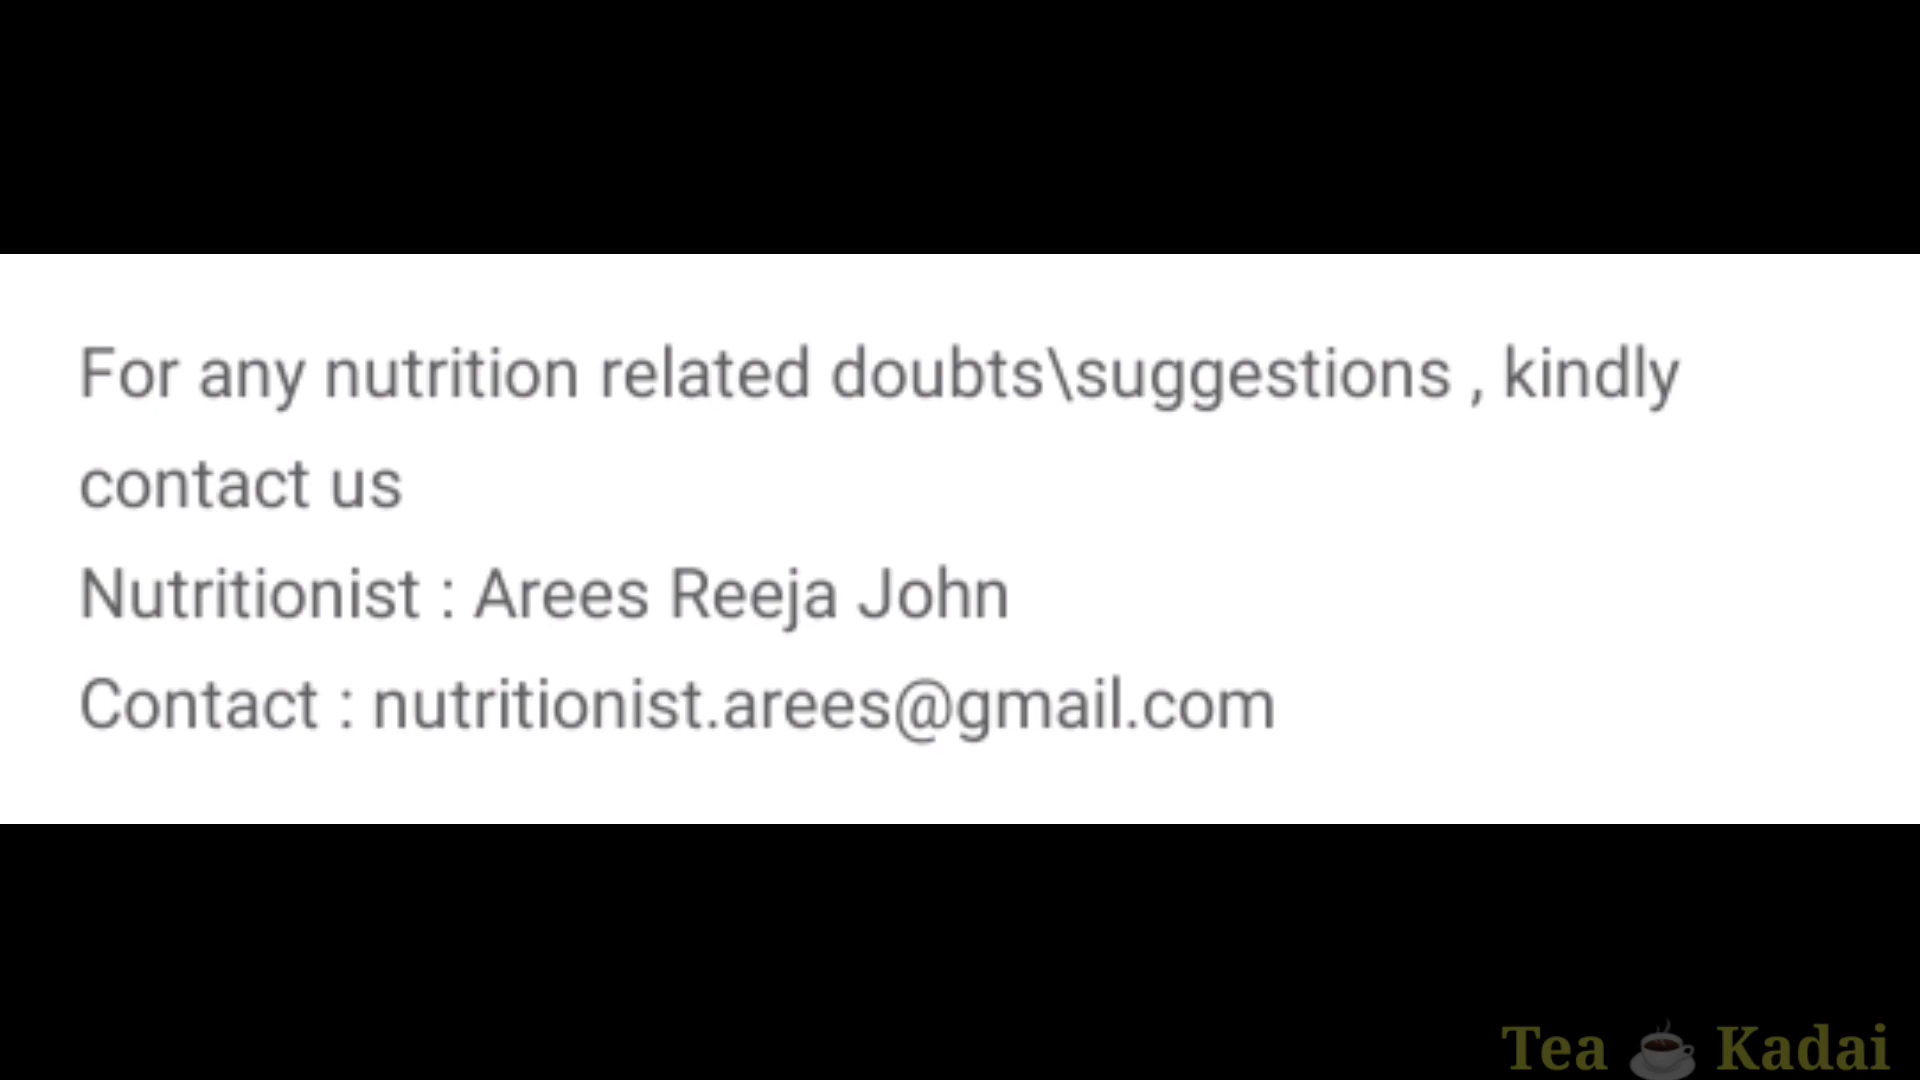 For any nutrition related doubts\suggestions , kindly
contact us
Nutritionist : Arees Reeja John
Contact : nutritionist.arees@gmail.com
Tea Kadai